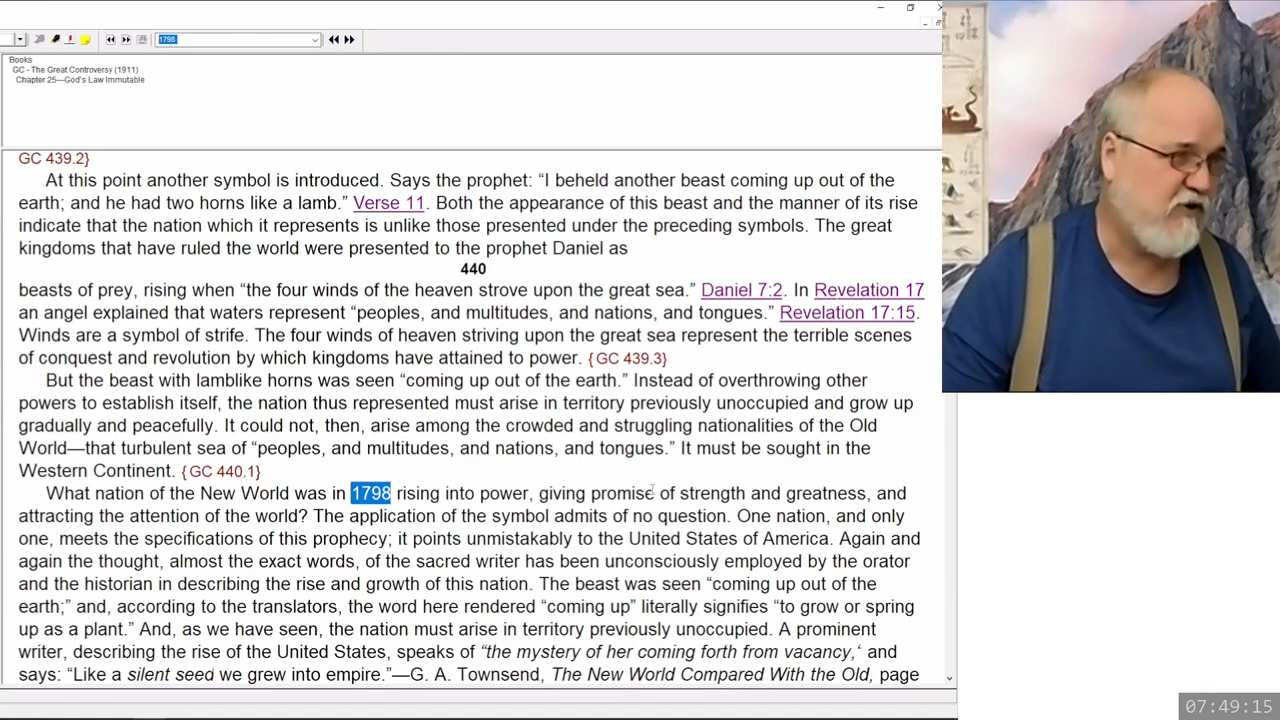 1798
Books
GC - The Great Controversy (1911)
Chapter 25—God's Law Immutable
GC 439.2}
At this point another symbol is introduced. Says the prophet: “I beheld another beast coming up out of the
earth; and he had two horns like a lamb.” Verse 11. Both the appearance of this beast and the manner of its rise
indicate that the nation which it represents is unlike those presented under the preceding symbols. The great
kingdoms that have ruled the world were presented to the prophet Daniel as
440
beasts of prey, rising when “the four winds of the heaven strove upon the great sea.” Daniel 7:2. In Revelation 17
an angel explained that waters represent “peoples, and multitudes, and nations, and tongues.” Revelation 17:15.
Winds are a symbol of strife. The four winds of heaven striving upon the great sea represent the terrible scenes
of conquest and revolution by which kingdoms have attained to power. {GC 439.3}
But the beast with lamblike horns was seen “coming up out of the earth.” Instead of overthrowing other
powers to establish itself, the nation thus represented must arise in territory previously unoccupied and grow up
gradually and peacefully. It could not, then, arise among the crowded and struggling nationalities of the Old
World—that turbulent sea of “peoples, and multitudes, and nations, and tongues.” It must be sought in the
Western Continent. {GC 440.1}
What nation of the New World was in 1798 rising into power, giving promise of strength and greatness, and
attracting the attention of the world? The application of the symbol admits of no question. One nation, and only
one, meets the specifications of this prophecy; it points unmistakably to the United States of America. Again and
again the thought, almost the exact words, of the sacred writer has been unconsciously employed by the orator
and the historian in describing the rise and growth of this nation. The beast was seen “coming up out of the
earth;” and, according to the translators, the word here rendered “coming up” literally signifies “to grow or spring
up as a plant.” And, as we have seen, the nation must arise in territory previously unoccupied. A prominent
writer, describing the rise of the United States, speaks of “the mystery of her coming forth from vacancy,‘ and
says: “Like a silent seed we grew into empire.”—G. A. Townsend, The New World Compared With the Old, page
07:49:15